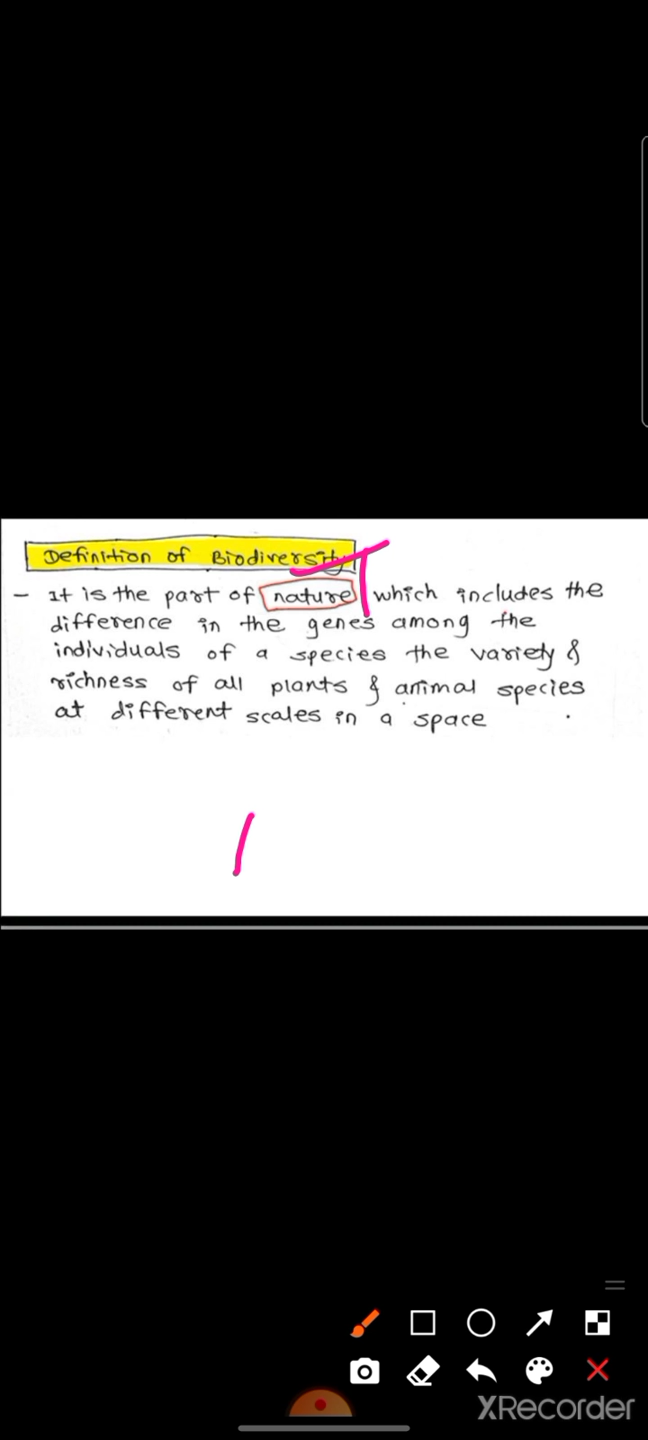 Definition of Biodiversity
- It is the part of nature which includes the
difference in the genes among the
individuals of a species the variety &
richness of all plants & animal species
at different scales in a space
XRecorder